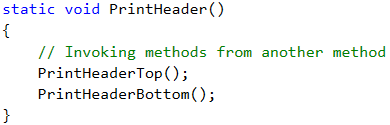 static void PrintHeader()
{
    // Invoking methods from another method
    PrintHeaderTop();
    PrintHeaderBottom();
}